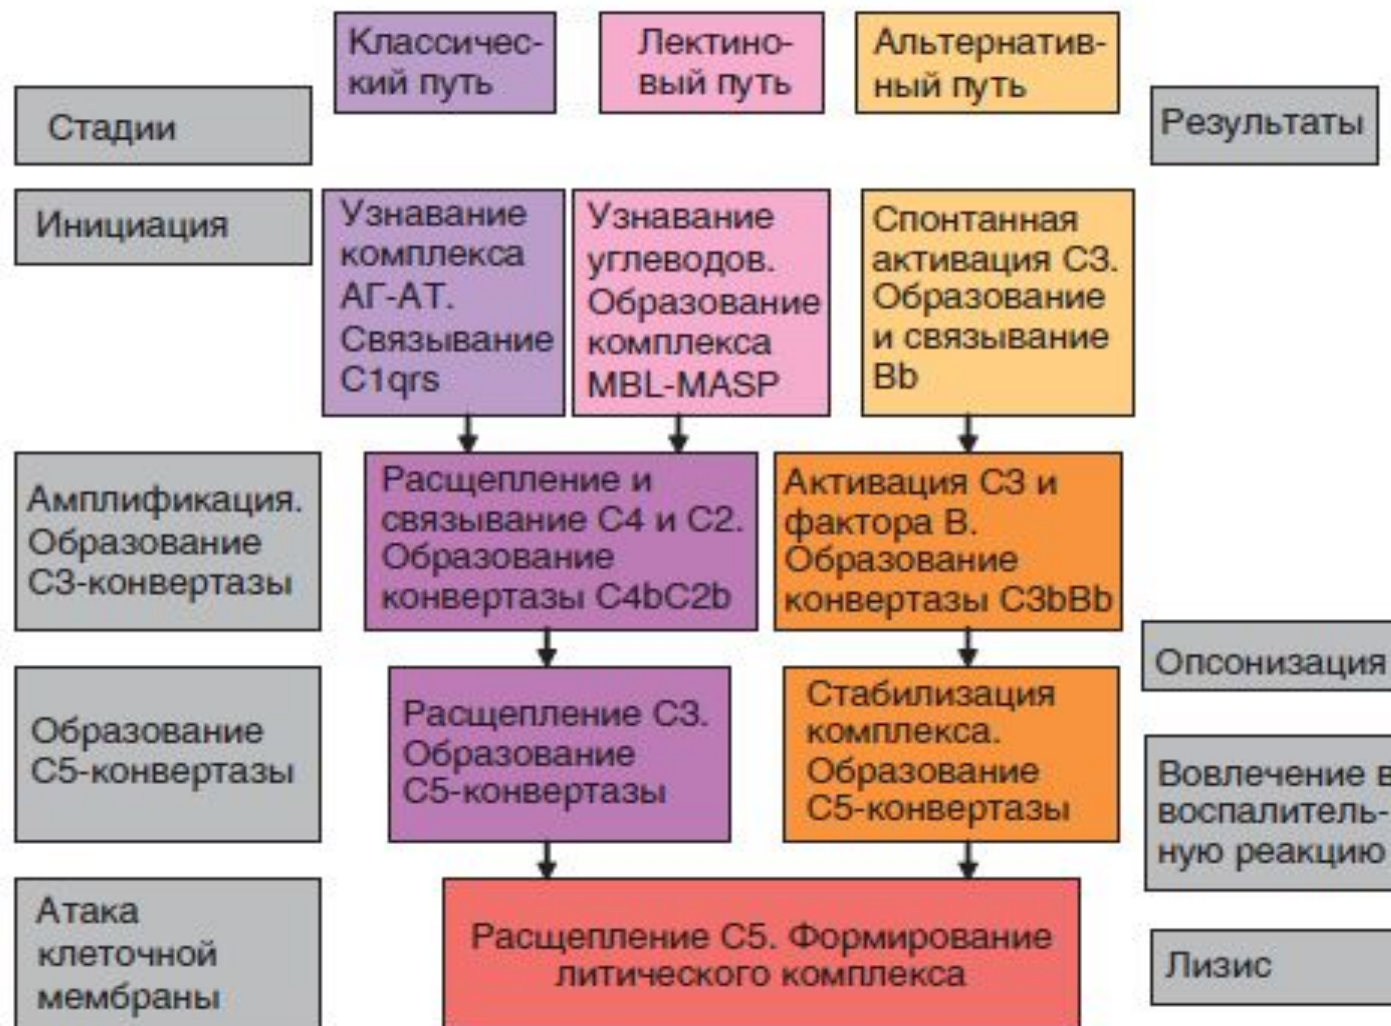 Классичес-
кий путь
Лектино-
вый путь
Альтернатив-
ный путь
Стадии
Результаты
Инициация
Узнавание
комплекса
АГ-АТ.
Связывание
C1qrs
Узнавание
углеводов.
Образование
комплекса
MBL-MASP
Спонтанная
активация С3.
Образование
и связывание
Bb
Амплификация.
Образование
С3-конвертазы
Расщепление и
связывание С4 и С2.
Образование
конвертазы C4bC2b
Активация С3 и
фактора В.
Образование
конвертазы C3bBb
Опсонизация
Образование
С5-конвертазы
Расщепление С3.
Образование
С5-конвертазы
Стабилизация
комплекса.
Образование
С5-конвертазы
Вовлечение в
воспалитель-
ную реакцию
Атака
клеточной
мембраны
Расщепление С5. Формирование
литического комплекса
Лизис